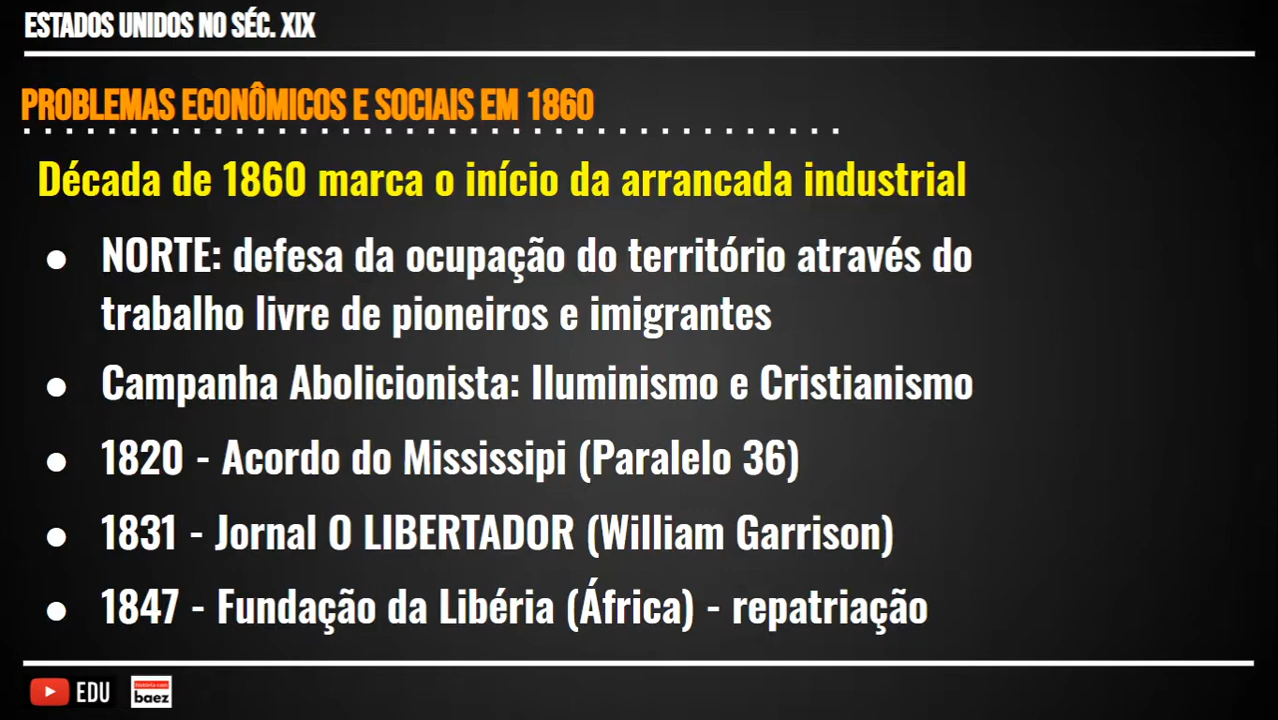 ESTADOS UNIDOS NO SÉC. XIX
PROBLEMAS ECONÔMICOS E SOCIAIS EM 1860
Década de 1860 marca o início da arrancada industrial
● NORTE: defesa da ocupação do território através do
trabalho livre de pioneiros e imigrantes
● Campanha Abolicionista: Iluminismo e Cristianismo
● 1820 - Acordo do Mississipi (Paralelo 36)
● 1831 - Jornal O LIBERTADOR (William Garrison)
● 1847 - Fundação da Libéria (África) - repatriação
EDU
história com
baez